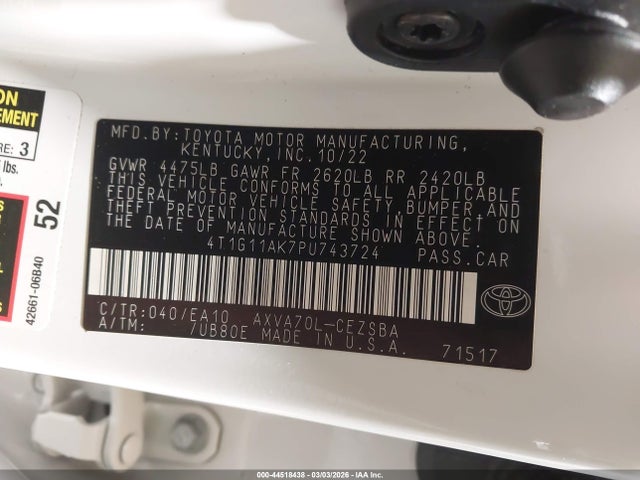 ON
EMENT
RE: 3
lbs.
52
42661-06B40
MFD.BY:TOYOTA MOTOR MANUFACTURING,
KENTUCKY, INC. 10/22
GVWR 4475LB GAWR FR 2620LB RR 2420LB
THIS VEHICLE CONFORMS TO ALL APPLICABLE
FEDERAL MOTOR VEHICLE SAFETY, BUMPER AND
THEFT PREVENTION STANDARDS IN EFFECT ON
THE DATE OF MANUFACTURE SHOWN ABOVE.
4T1G11AK7PU743724 PASS.CAR
C/TR:040/EA10 AXVA70L-CEZSBA
A/TM: /UB80E MADE IN U.S.A. 71517
000-44518438 - 03/03/2026 - IAA Inc.